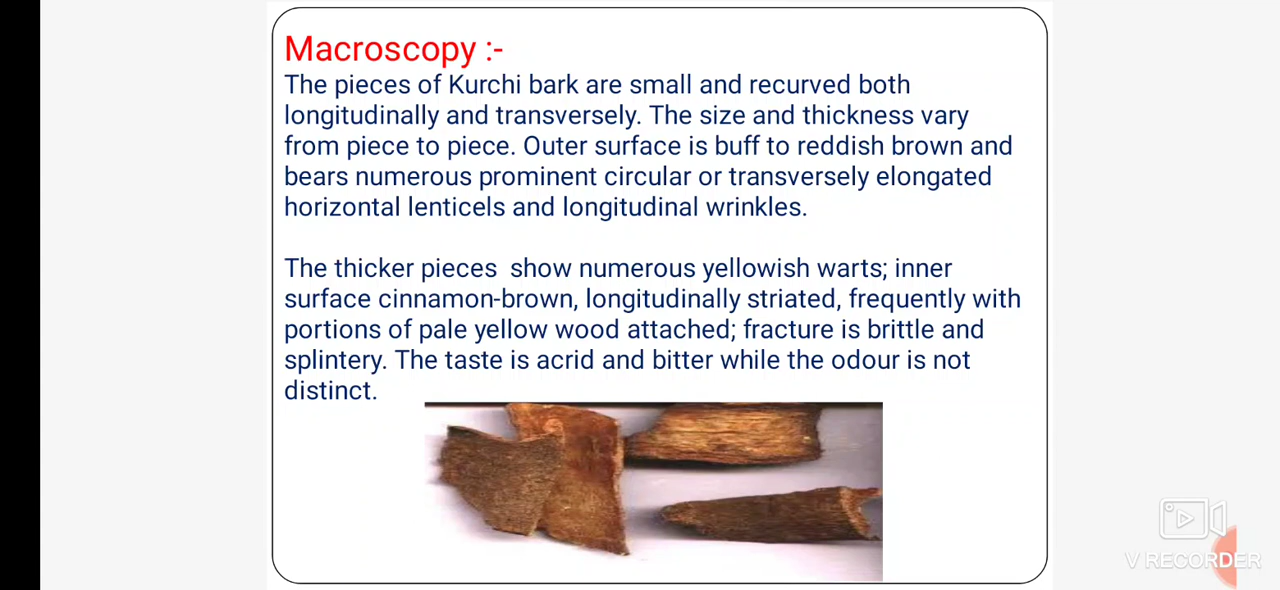 Macroscopy :-
The pieces of Kurchi bark are small and recurved both
longitudinally and transversely. The size and thickness vary
from piece to piece. Outer surface is buff to reddish brown and
bears numerous prominent circular or transversely elongated
horizontal lenticels and longitudinal wrinkles.
The thicker pieces show numerous yellowish warts; inner
surface cinnamon-brown, longitudinally striated, frequently with
portions of pale yellow wood attached; fracture is brittle and
splintery. The taste is acrid and bitter while the odour is not
distinct.
V RECORDER